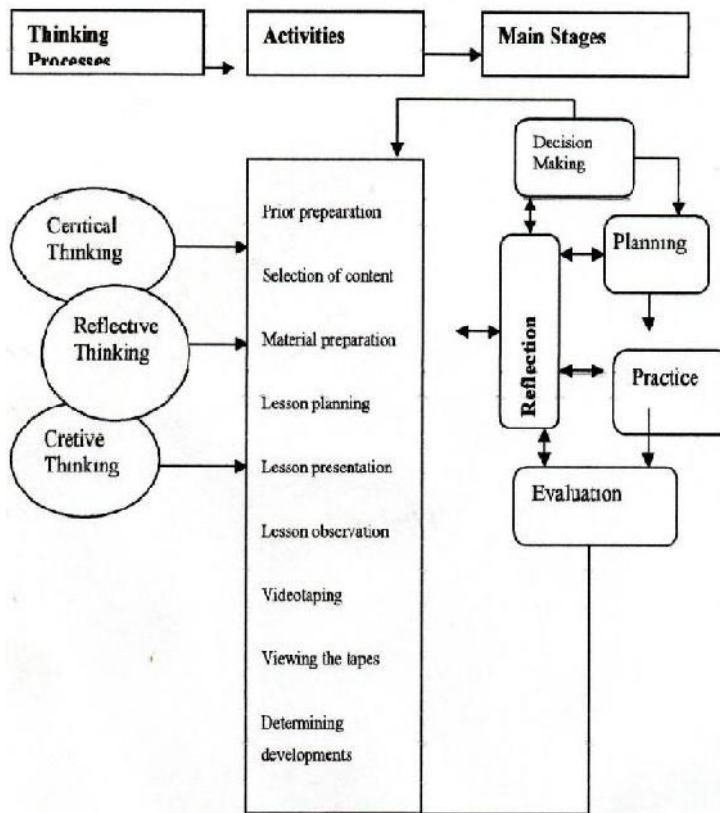 Thinking
Processes
Activities
Main Stages
Decision
Making
Prior prepearation
Ceritical
Thinking
Planning
Selection of content
Reflective
Thinking
Material preparation
Reflection
Practice
Lesson planning
Cretive
Thinking
Lesson presentation
Evaluation
Lesson observation
Videotaping
Viewing the tapes
Determining
developments